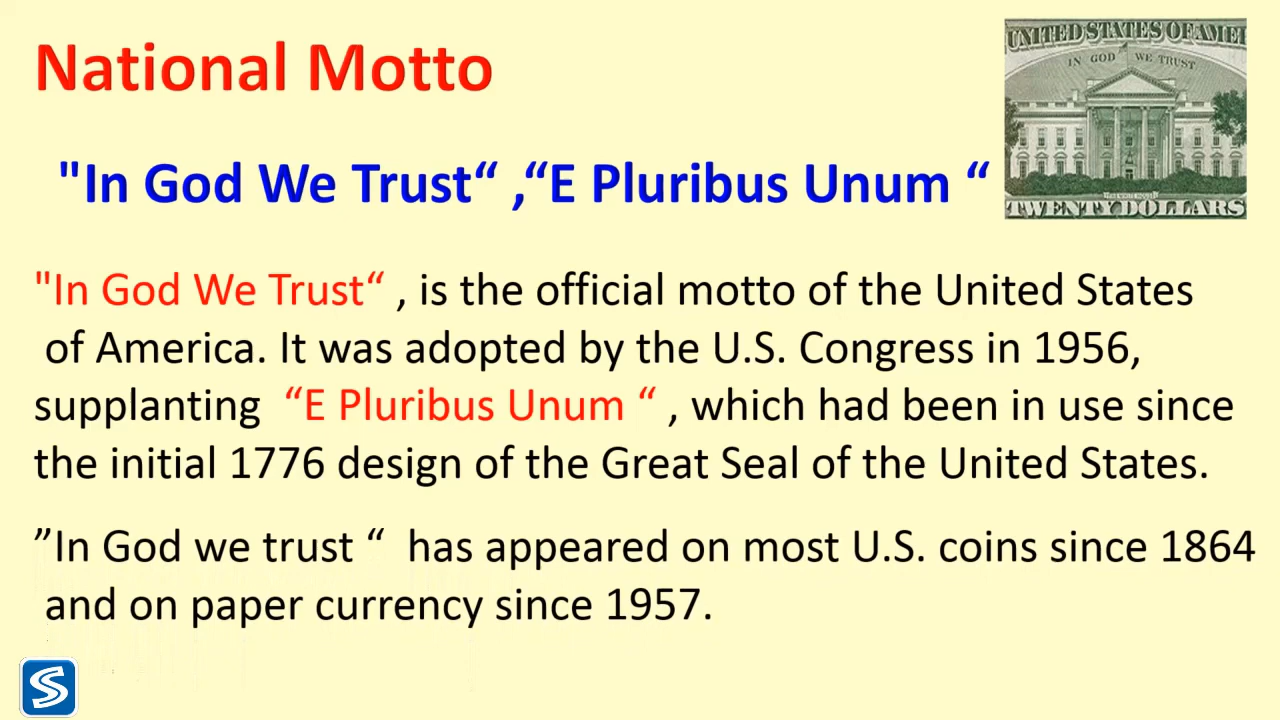 National Motto
UNITED STATES OF AMERI
IN GOD WE TRUST
"In God We Trust“ ,“E Pluribus Unum “
TWENTY DOLLARS
"In God We Trust“ , is the official motto of the United States
of America. It was adopted by the U.S. Congress in 1956,
supplanting “E Pluribus Unum “ , which had been in use since
the initial 1776 design of the Great Seal of the United States.
”In God we trust “ has appeared on most U.S. coins since 1864
and on paper currency since 1957.
S